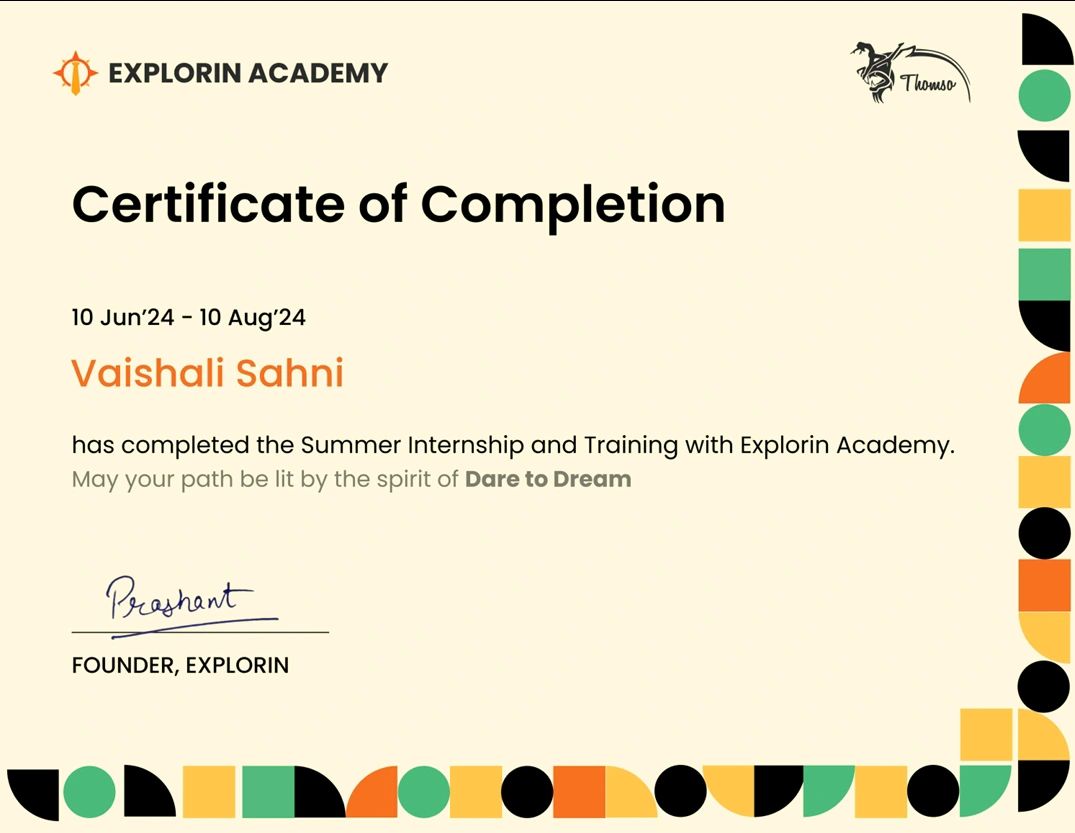 EXPLORIN ACADEMY
Thomso
Certificate of Completion
10 Jun’24 - 10 Aug’24
Vaishali Sahni
has completed the Summer Internship and Training with Explorin Academy.
May your path be lit by the spirit of Dare to Dream
Prashant
FOUNDER, EXPLORIN